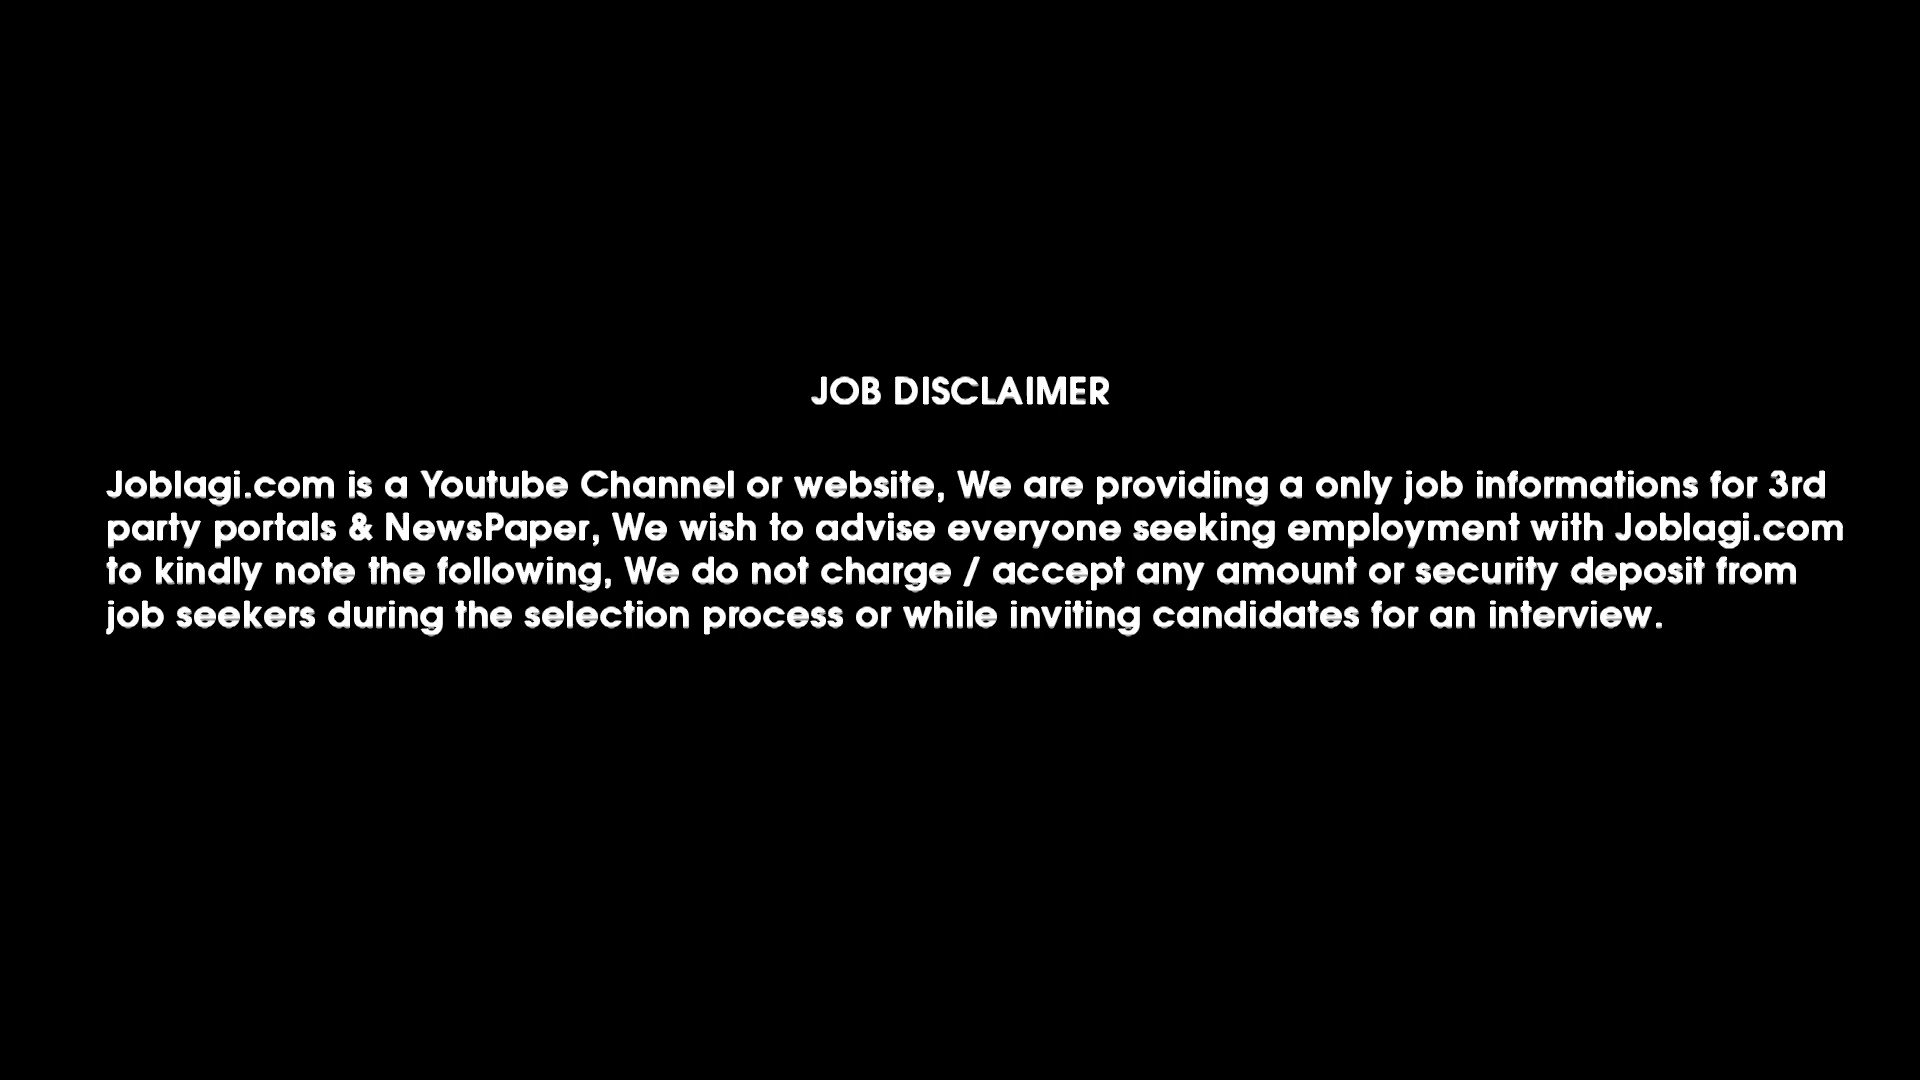 JOB DISCLAIMER
Joblagi.com is a Youtube Channel or website, We are providing a only job informations for 3rd
party portals & NewsPaper, We wish to advise everyone seeking employment with Joblagi.com
to kindly note the following, We do not charge / accept any amount or security deposit from
job seekers during the selection process or while inviting candidates for an interview.